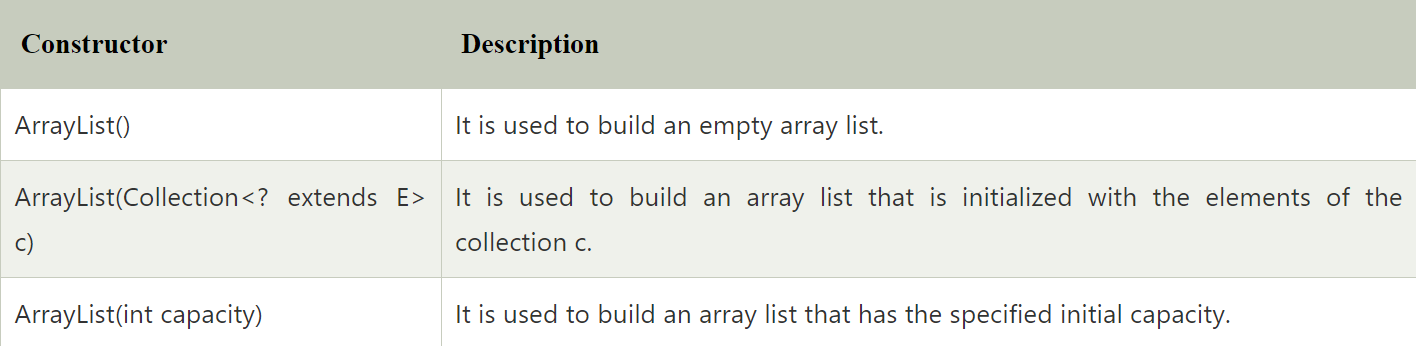 Constructor Description
ArrayList() It is used to build an empty array list.
ArrayList(Collection<? extends E> It is used to build an array list that is initialized with the elements of the
c) collection c.
ArrayList(int capacity) It is used to build an array list that has the specified initial capacity.